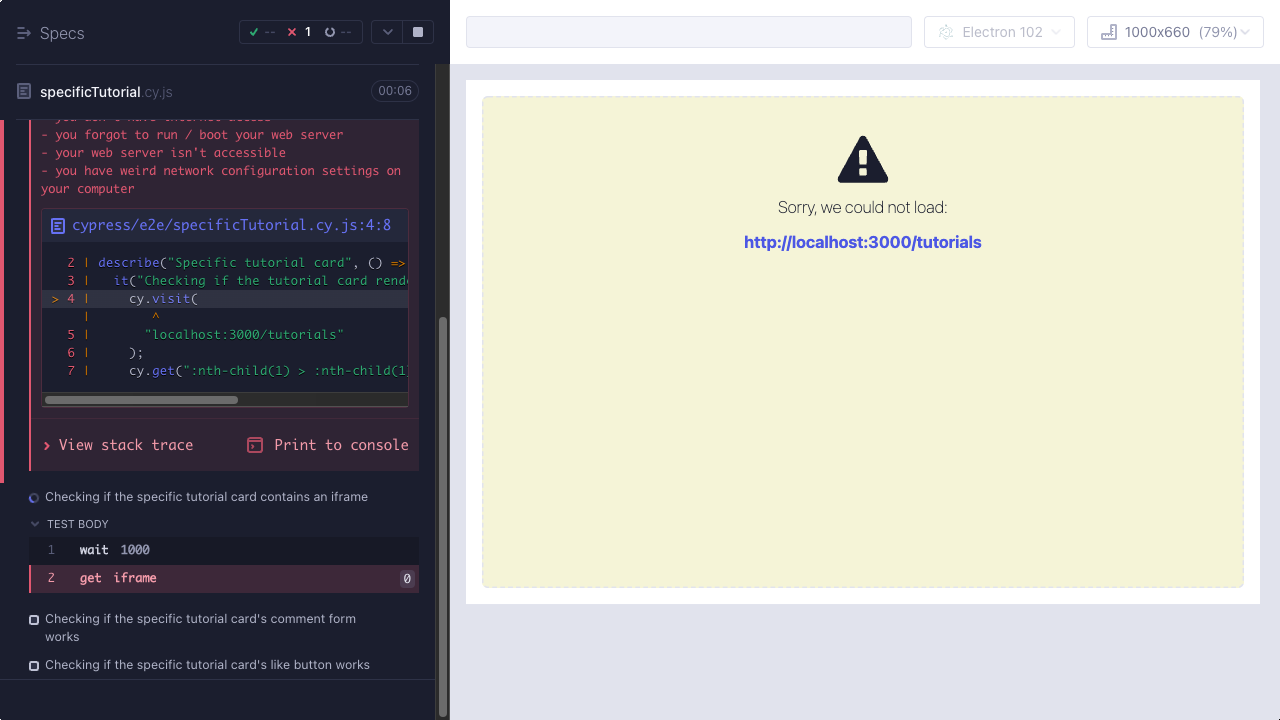 Specs
-- 1 --
Electron 102
1000x660 (79%)
specificTutorial.cy.js
00:06
- you don't have internet access
- you forgot to run / boot your web server
- your web server isn't accessible
- you have weird network configuration settings on
your computer
cypress/e2e/specificTutorial.cy.js:4:8
2 | describe("Specific tutorial card", () =>
3 | it("Checking if the tutorial card rend
> 4 | cy.visit(
| ^
5 | "localhost:3000/tutorials"
6 | );
7 | cy.get(":nth-child(1) > :nth-child(1
View stack trace
Print to console
Checking if the specific tutorial card contains an iframe
TEST BODY
1 wait 1000
2 get iframe 0
Checking if the specific tutorial card's comment form
works
Checking if the specific tutorial card's like button works
Sorry, we could not load:
http://localhost:3000/tutorials